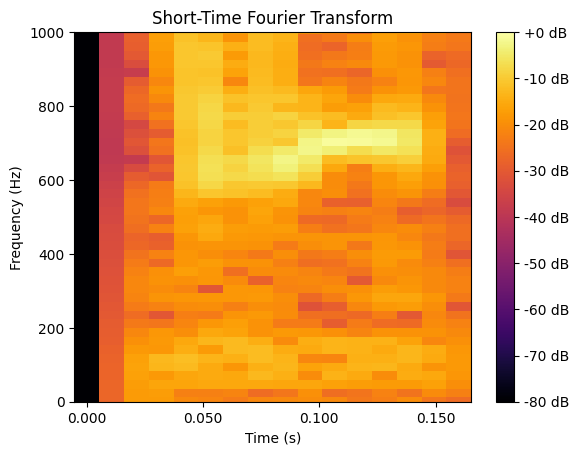 Short-Time Fourier Transform
1000
800
600
400
200
0
Frequency (Hz)
0.000
0.050
0.100
0.150
Time (s)
+0 dB
-10 dB
-20 dB
-30 dB
-40 dB
-50 dB
-60 dB
-70 dB
-80 dB